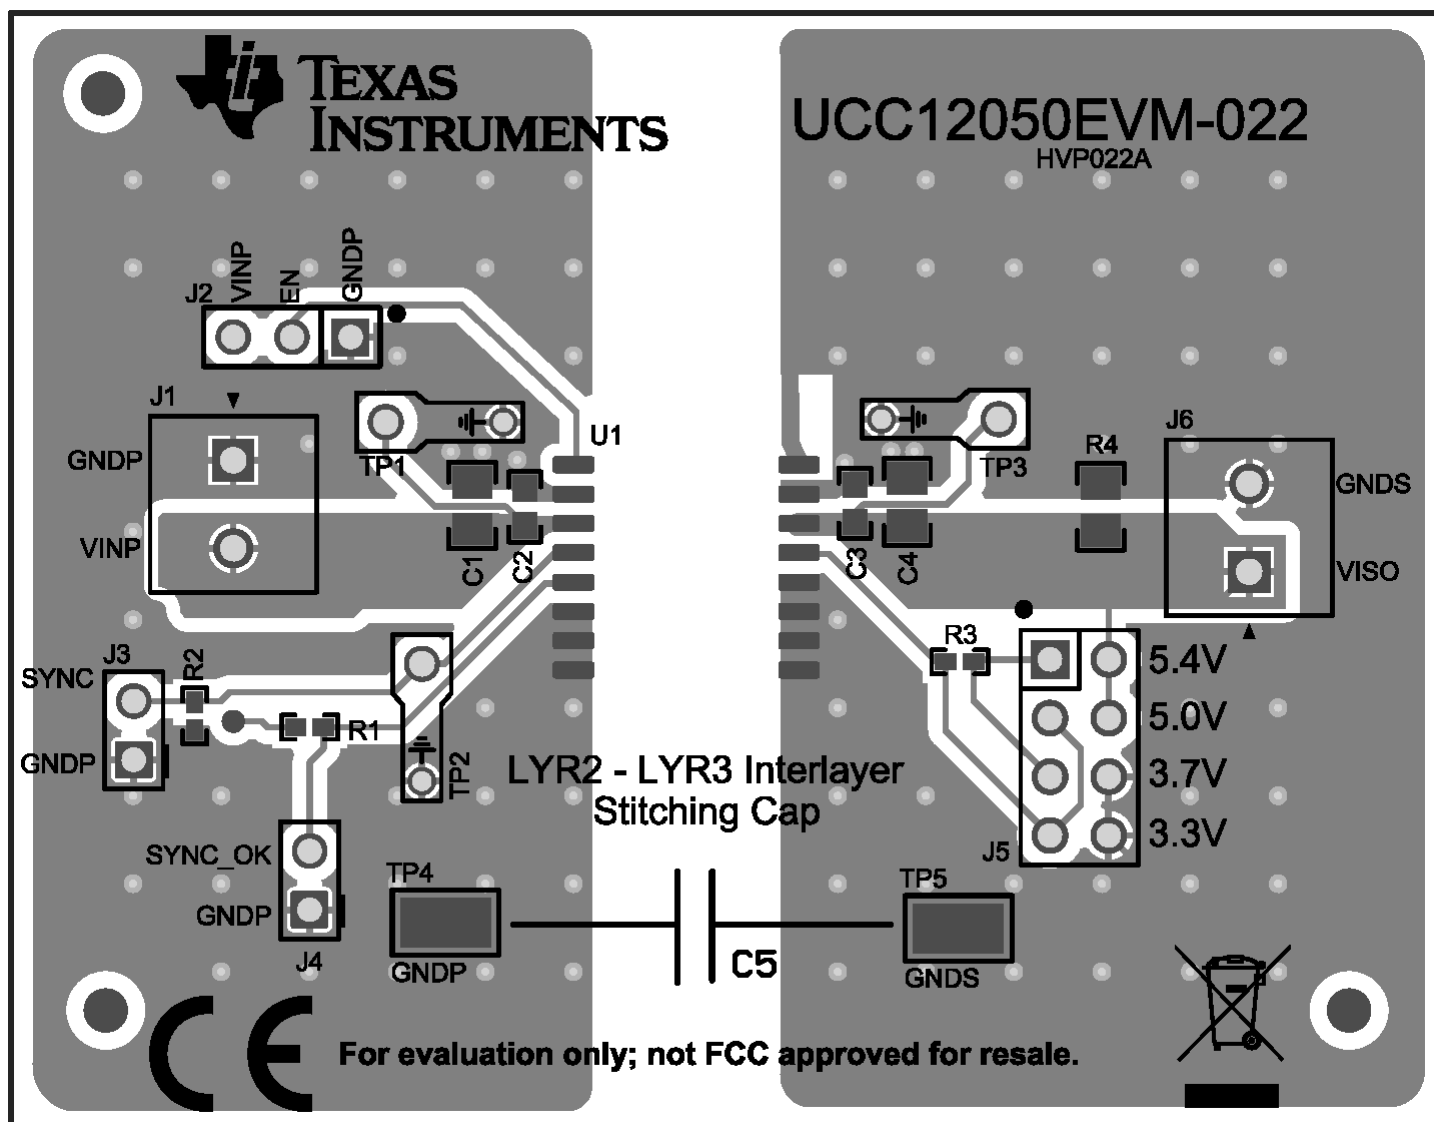 TEXAS
INSTRUMENTS
UCC12050EVM-022
HVP022A
J2
VINP
EN
GNDP
J1
GNDP
VINP
TP1
U1
C1
C2
TP3
C3
C4
R4
J6
GNDS
VISO
J3
SYNC
GNDP
R2
R1
TP2
R3
5.4V
5.0V
3.7V
3.3V
J5
LYR2 - LYR3 Interlayer
Stitching Cap
SYNC_OK
GNDP
J4
TP4
GNDP
C5
TP5
GNDS
CE
For evaluation only; not FCC approved for resale.